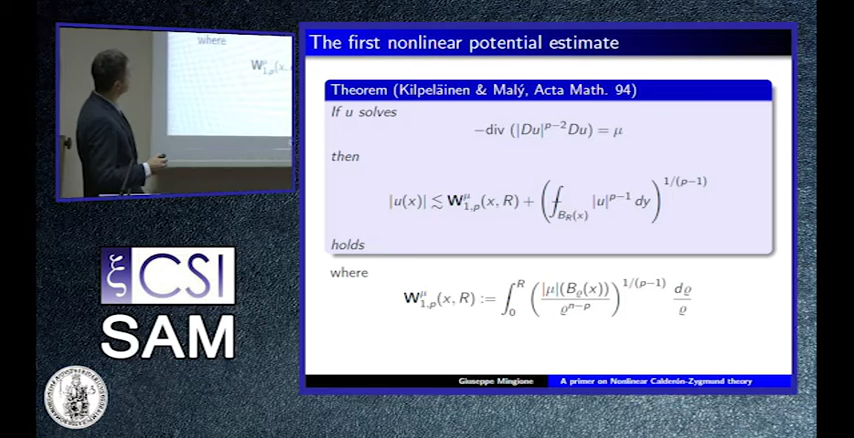 where
The first nonlinear potential estimate
Theorem (Kilpeläinen & Malý, Acta Math. 94)
If u solves
−div (|Du|^{p−2}Du) = μ
then
|u(x)| ≲ W^μ_{1,p}(x, R) + (⨍_{B_R(x)} |u|^{p−1} dy)^{1/(p−1)}
holds
where
W^μ_{1,p}(x, R) := ∫_0^R (|μ|(B_ϱ(x))/ϱ^{n−p})^{1/(p−1)} dϱ/ϱ
ξ CSI
SAM
Giuseppe Mingione A primer on Nonlinear Calderón-Zygmund theory